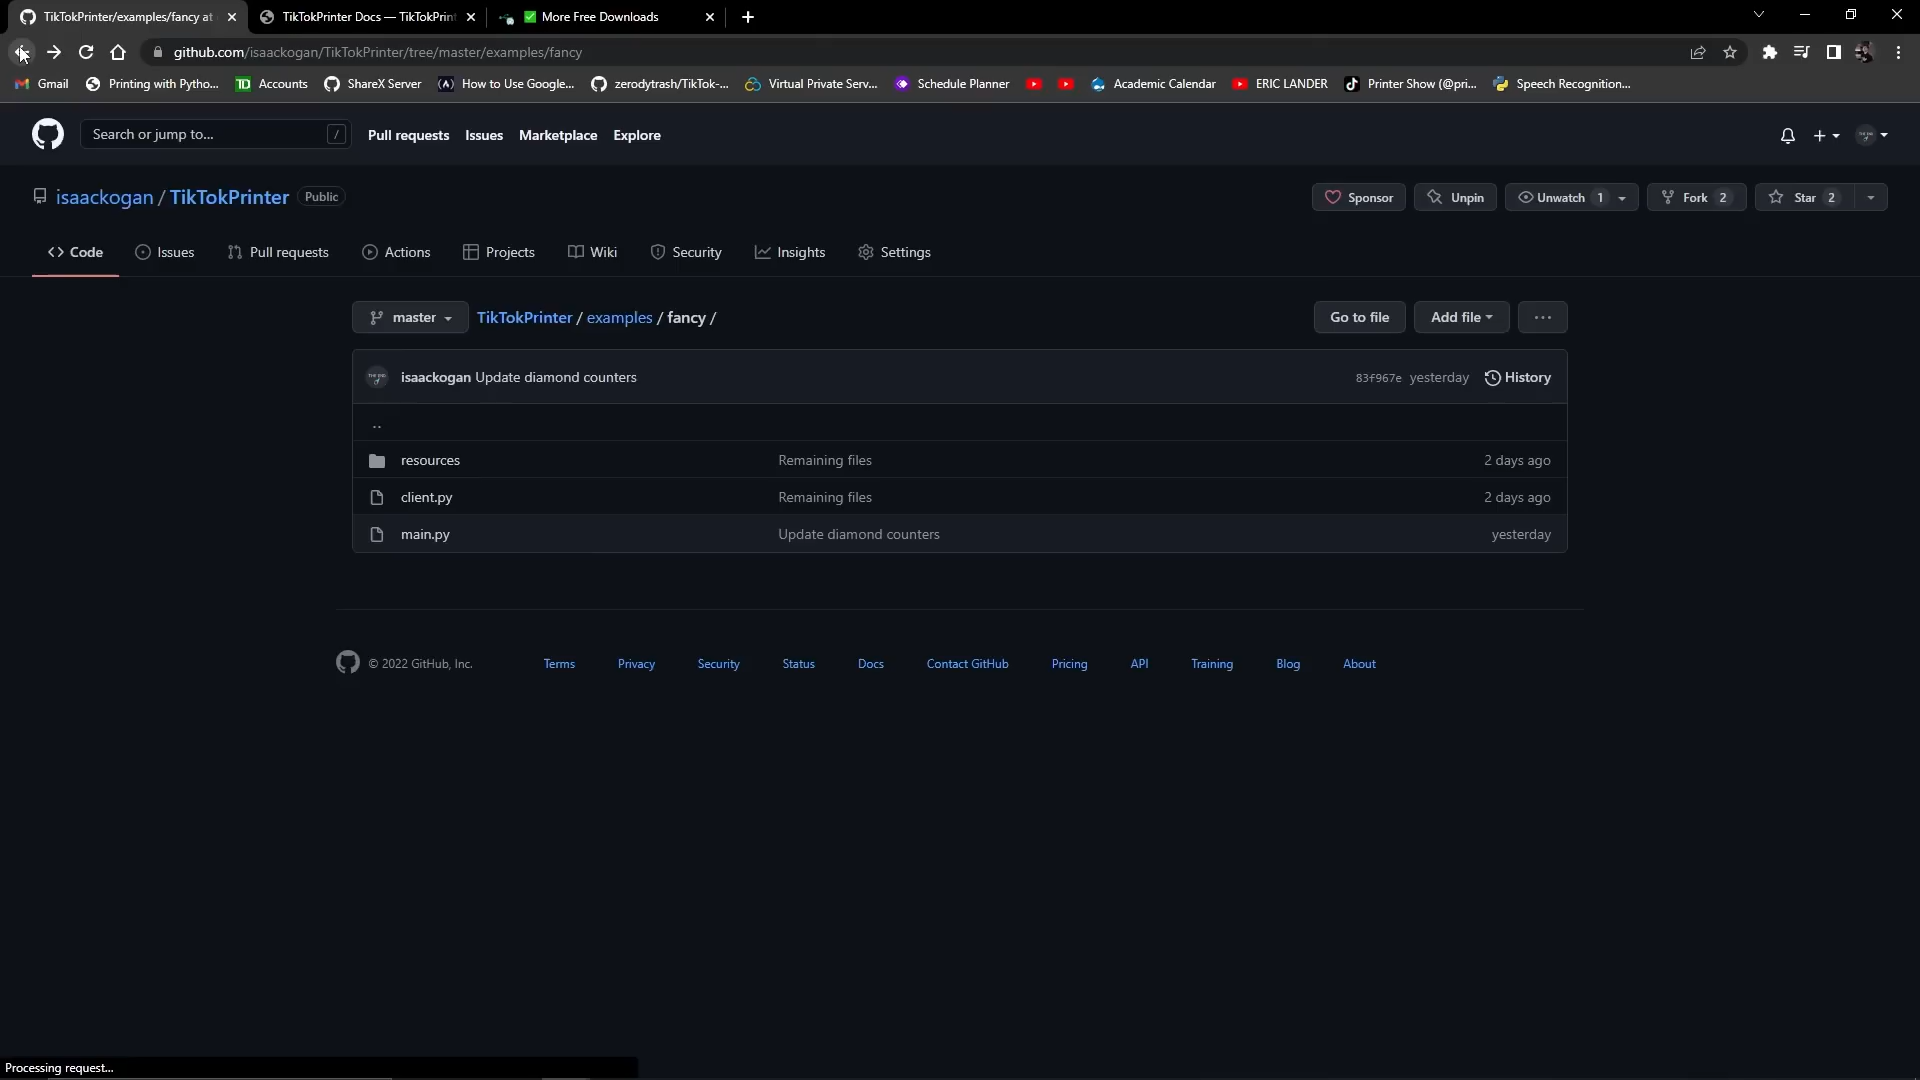 TikTokPrinter/examples/fancy at
TikTokPrinter Docs — TikTokPrint
More Free Downloads
github.com/isaackogan/TikTokPrinter/tree/master/examples/fancy
Gmail
Printing with Pytho...
TD Accounts
ShareX Server
How to Use Google...
zerodytrash/TikTok-...
Virtual Private Serv...
Schedule Planner
Academic Calendar
ERIC LANDER
Printer Show (@pri...
Speech Recognition...
Search or jump to... /
Pull requests
Issues
Marketplace
Explore
isaackogan / TikTokPrinter Public
Sponsor
Unpin
Unwatch 1
Fork 2
Star 2
Code
Issues
Pull requests
Actions
Projects
Wiki
Security
Insights
Settings
master
TikTokPrinter / examples / fancy /
Go to file
Add file
...
isaackogan Update diamond counters
83f967e yesterday
History
..
resources Remaining files 2 days ago
client.py Remaining files 2 days ago
main.py Update diamond counters yesterday
© 2022 GitHub, Inc.
Terms
Privacy
Security
Status
Docs
Contact GitHub
Pricing
API
Training
Blog
About
Processing request...